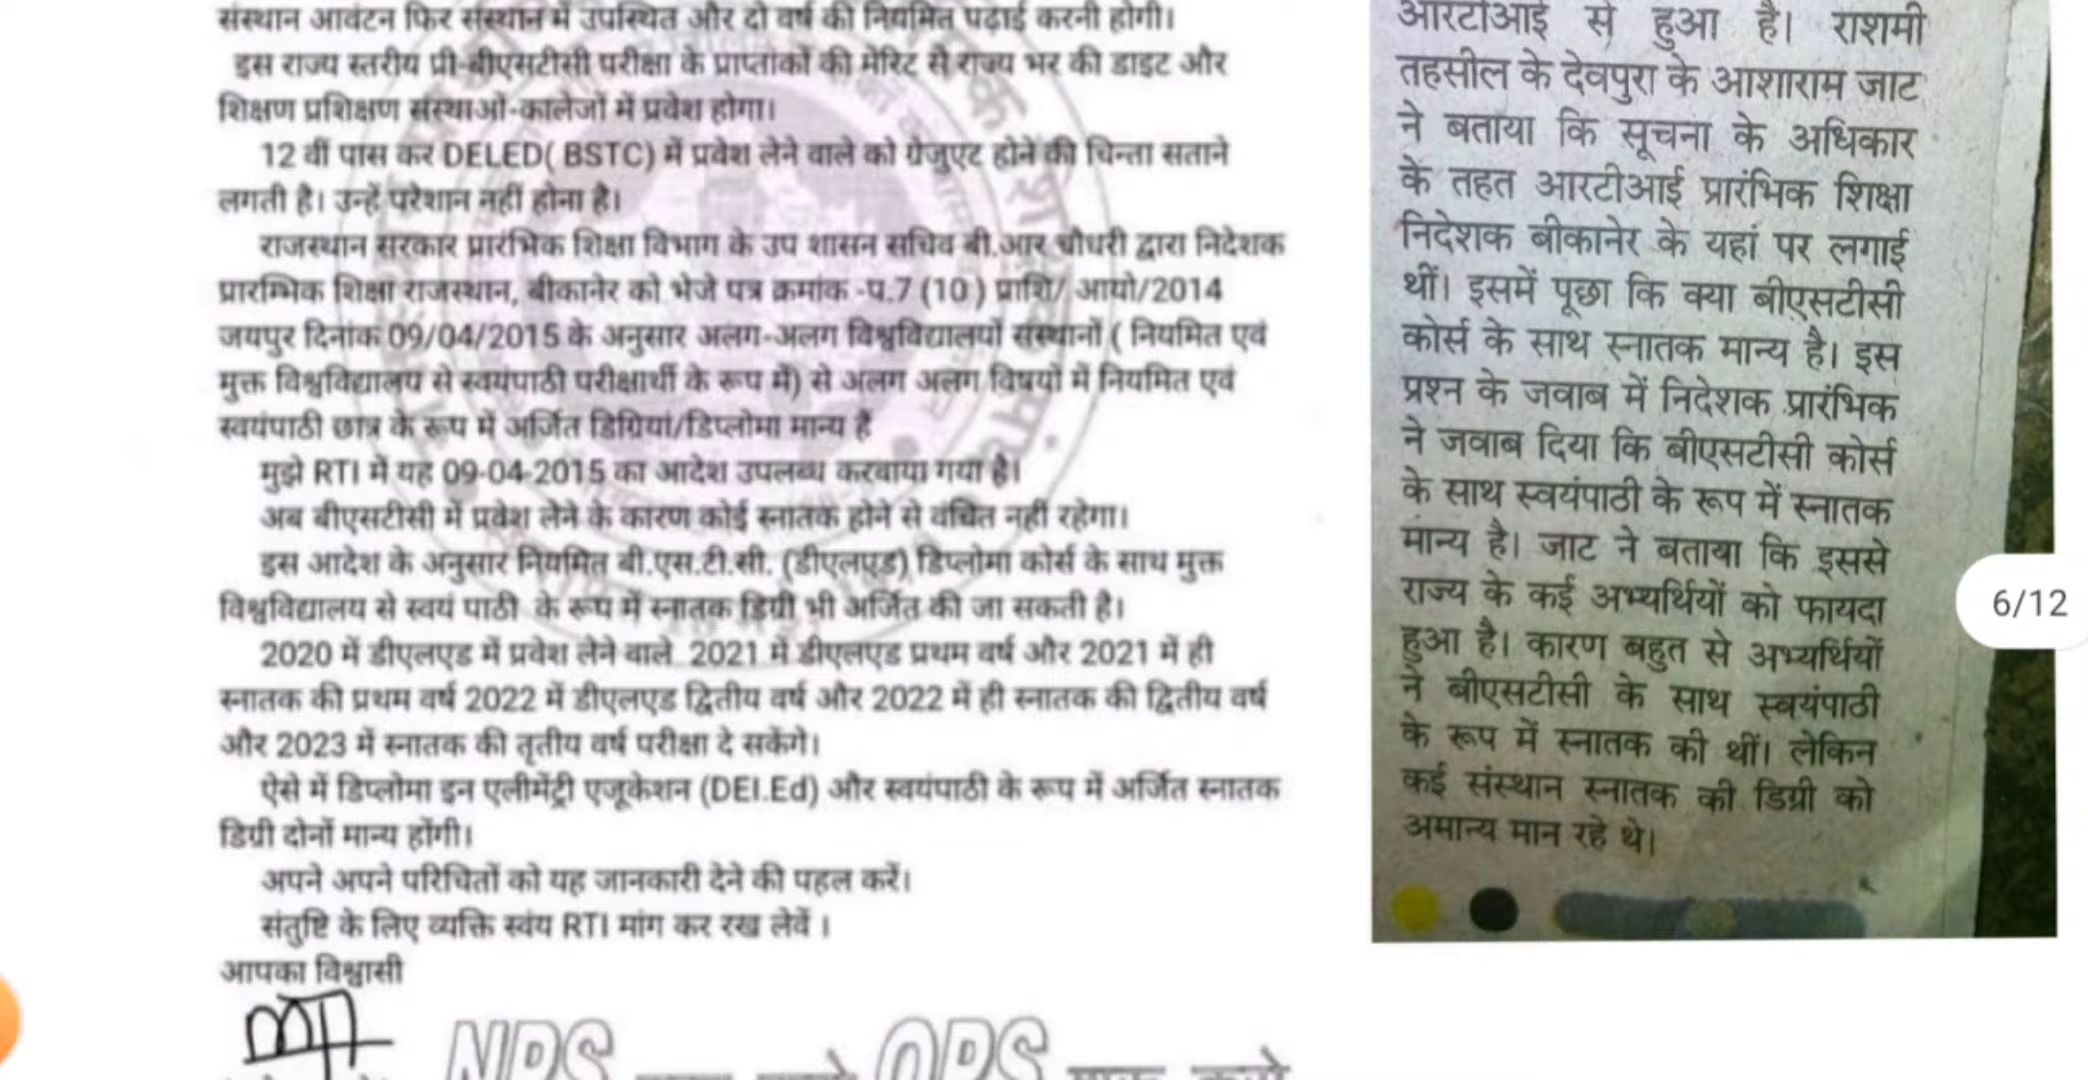 संस्थान आवंटन फिर संस्थान में उपस्थित और दो वर्ष की नियमित पढ़ाई करनी होगी।
इस राज्य स्तरीय प्री-बीएसटीसी परीक्षा के प्राप्तांकों की मेरिट से राज्य भर की डाइट और
शिक्षण प्रशिक्षण संस्थाओं-कालेजों में प्रवेश होगा।
12 वीं पास कर DELED( BSTC) में प्रवेश लेने वाले को ग्रेजुएट होने की चिन्ता सताने
लगती है। उन्हें परेशान नहीं होना है।
राजस्थान सरकार प्रारंभिक शिक्षा विभाग के उप शासन सचिव बी.आर चौधरी द्वारा निदेशक
प्रारम्भिक शिक्षा राजस्थान, बीकानेर को भेजे पत्र क्रमांक -प.7 (10 ) प्राशि/ आयो/2014
जयपुर दिनांक 09/04/2015 के अनुसार अलग-अलग विश्वविद्यालयों संस्थानों ( नियमित एवं
मुक्त विश्वविद्यालय से स्वयंपाठी परीक्षार्थी के रूप में) से अलग अलग विषयों में नियमित एवं
स्वयंपाठी छात्र के रूप में अर्जित डिग्रियां/डिप्लोमा मान्य है
मुझे RTI में यह 09-04-2015 का आदेश उपलब्ध करवाया गया है।
अब बीएसटीसी में प्रवेश लेने के कारण कोई स्नातक होने से वंचित नहीं रहेगा।
इस आदेश के अनुसार नियमित बी.एस.टी.सी. (डीएलएड) डिप्लोमा कोर्स के साथ मुक्त
विश्वविद्यालय से स्वयं पाठी के रूप में स्नातक डिग्री भी अर्जित की जा सकती है।
2020 में डीएलएड में प्रवेश लेने वाले 2021 में डीएलएड प्रथम वर्ष और 2021 में ही
स्नातक की प्रथम वर्ष 2022 में डीएलएड द्वितीय वर्ष और 2022 में ही स्नातक की द्वितीय वर्ष
और 2023 में स्नातक की तृतीय वर्ष परीक्षा दे सकेंगे।
ऐसे में डिप्लोमा इन एलीमेंट्री एजूकेशन (DEl.Ed) और स्वयंपाठी के रूप में अर्जित स्नातक
डिग्री दोनों मान्य होंगी।
अपने अपने परिचितों को यह जानकारी देने की पहल करें।
संतुष्टि के लिए व्यक्ति स्वंय RTI मांग कर रख लेवें ।
आपका विश्वासी
NPS OPS
आरटीआई से हुआ है। राशमी
तहसील के देवपुरा के आशाराम जाट
ने बताया कि सूचना के अधिकार
के तहत आरटीआई प्रारंभिक शिक्षा
निदेशक बीकानेर के यहां पर लगाई
थीं। इसमें पूछा कि क्या बीएसटीसी
कोर्स के साथ स्नातक मान्य है। इस
प्रश्न के जवाब में निदेशक प्रारंभिक
ने जवाब दिया कि बीएसटीसी कोर्स
के साथ स्वयंपाठी के रूप में स्नातक
मान्य है। जाट ने बताया कि इससे
राज्य के कई अभ्यर्थियों को फायदा
हुआ है। कारण बहुत से अभ्यर्थियों
ने बीएसटीसी के साथ स्वयंपाठी
के रूप में स्नातक की थीं। लेकिन
कई संस्थान स्नातक की डिग्री को
अमान्य मान रहे थे।
6/12